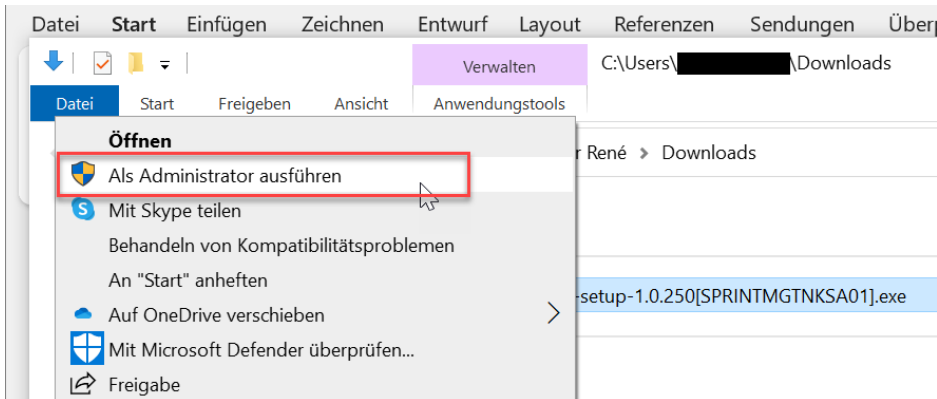 Datei Start Einfügen Zeichnen Entwurf Layout Referenzen Sendungen
Verwalten C:\Users\ \Downloads
Datei Start Freigeben Ansicht Anwendungstools
Öffnen
r René > Downloads
Als Administrator ausführen
Mit Skype teilen
Behandeln von Kompatibilitätsproblemen
An "Start" anheften
-setup-1.0.250[SPRINTMGTNKSA01].exe
Auf OneDrive verschieben
Mit Microsoft Defender überprüfen...
Freigabe